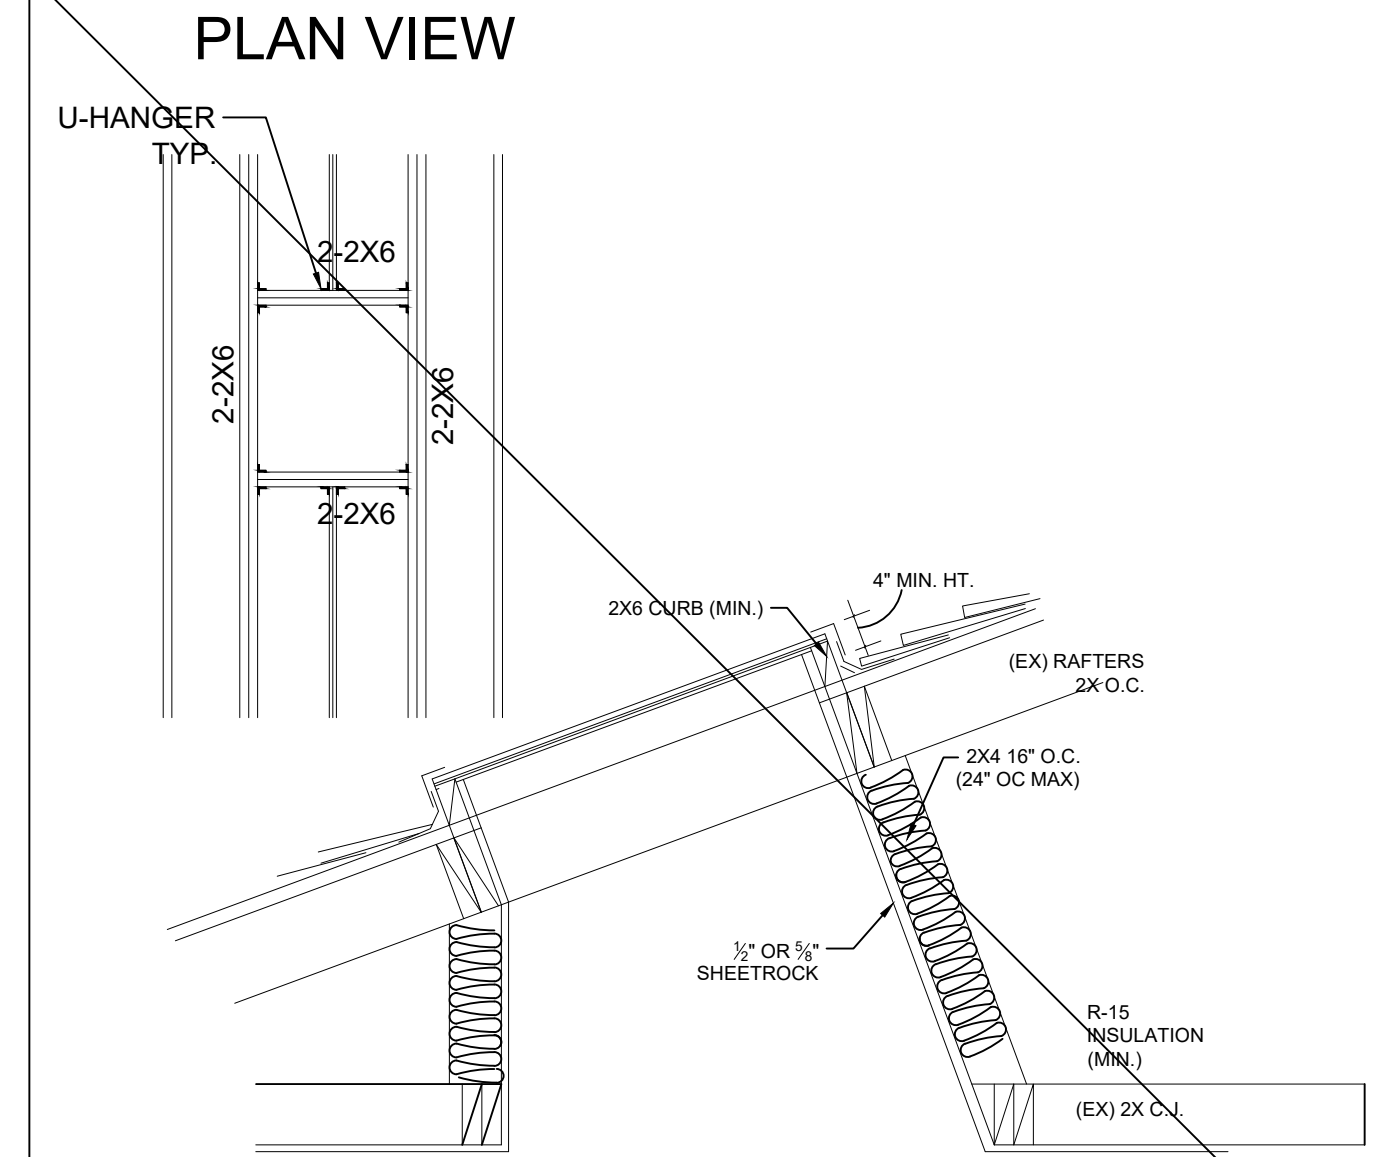 PLAN VIEW
U-HANGER
TYP.
2-2X6
2-2X6
2-2X6
2-2X6
4" MIN. HT.
2X6 CURB (MIN.)
(EX) RAFTERS
2X O.C.
2X4 16" O.C.
(24" OC MAX)
½" OR ⅝"
SHEETROCK
R-15
INSULATION
(MIN.)
(EX) 2X C.J.